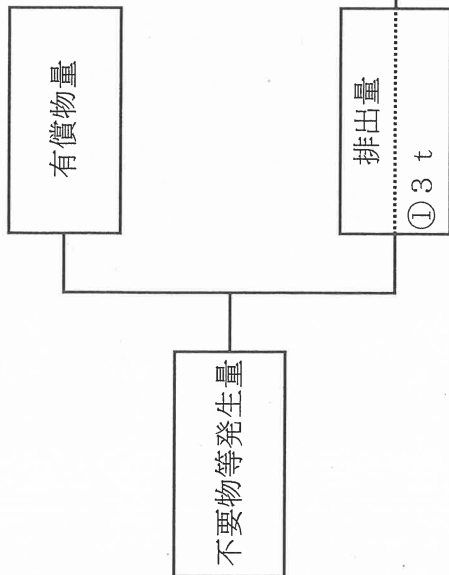 不要物等発生量
有償物量
排出量
①3t